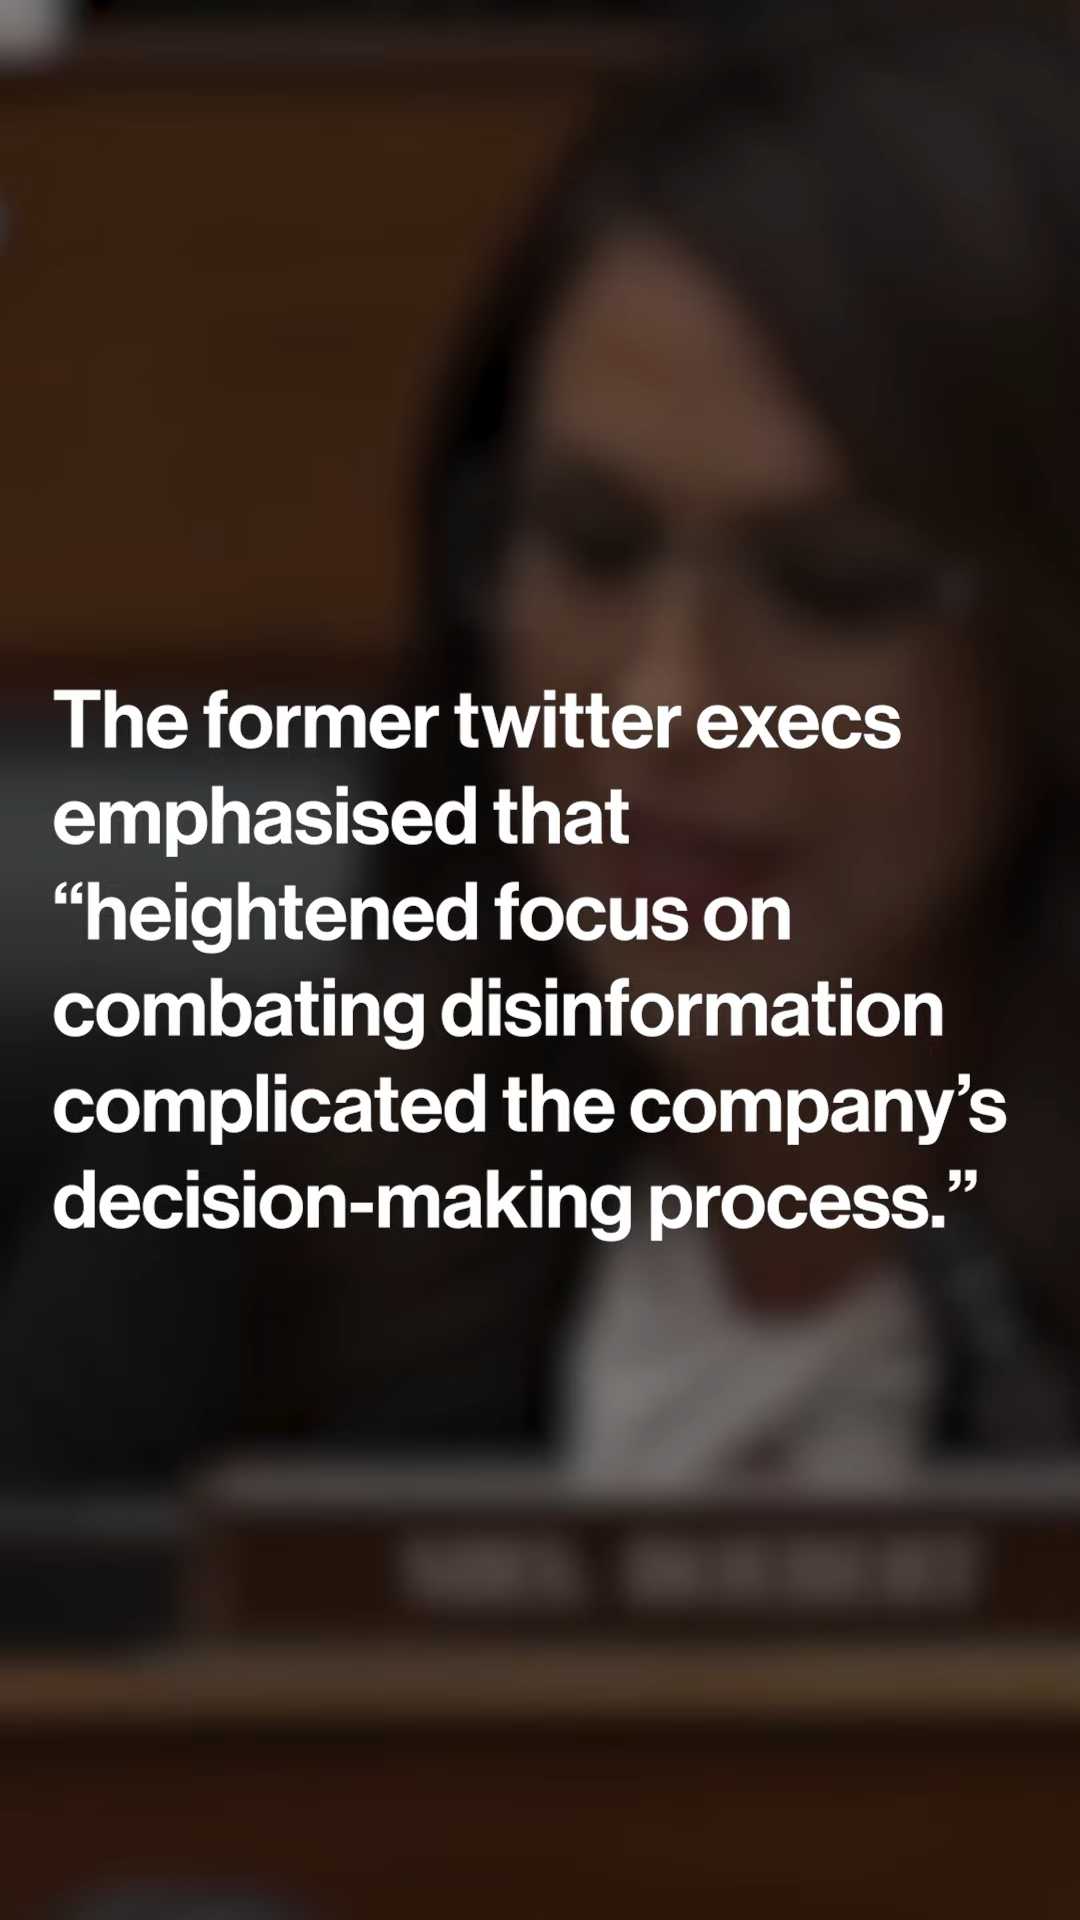 The former twitter execs
emphasised that
“heightened focus on
combating disinformation
complicated the company’s
decision-making process.”